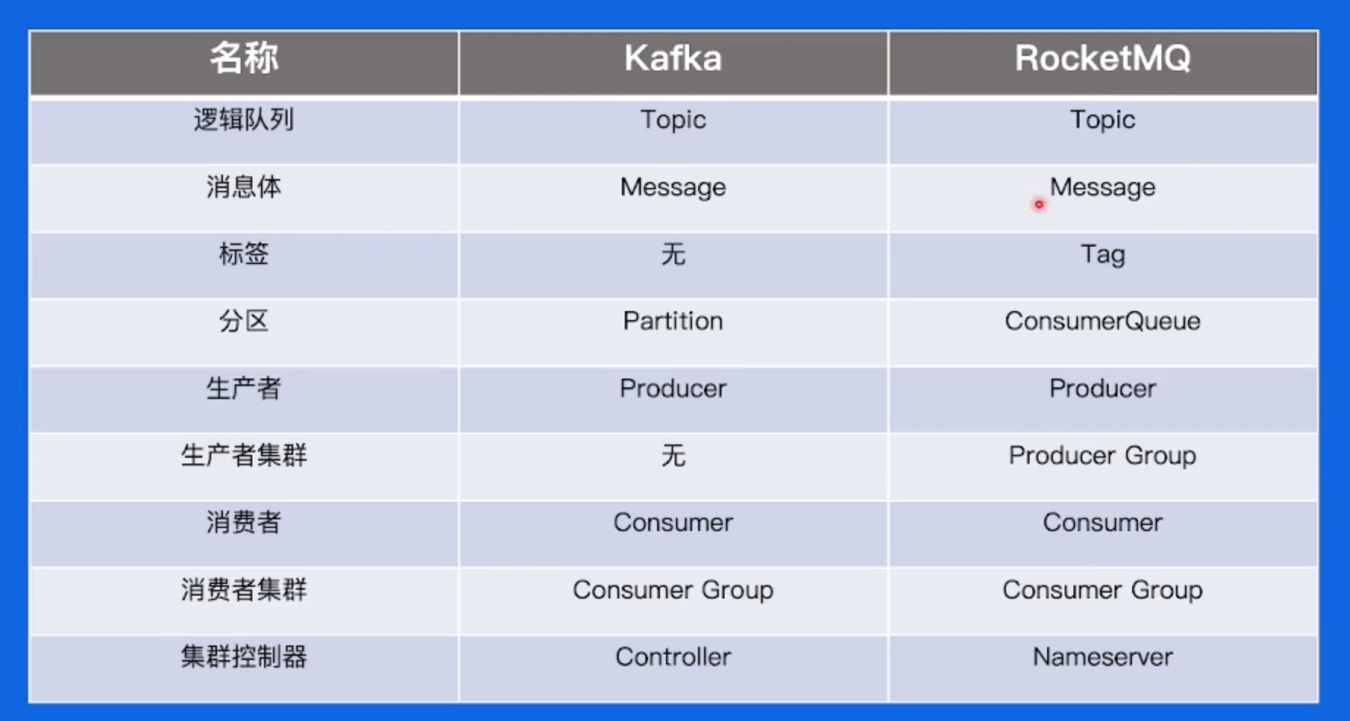 名称 Kafka RocketMQ
逻辑队列 Topic Topic
消息体 Message Message
标签 无 Tag
分区 Partition ConsumerQueue
生产者 Producer Producer
生产者集群 无 Producer Group
消费者 Consumer Consumer
消费者集群 Consumer Group Consumer Group
集群控制器 Controller Nameserver